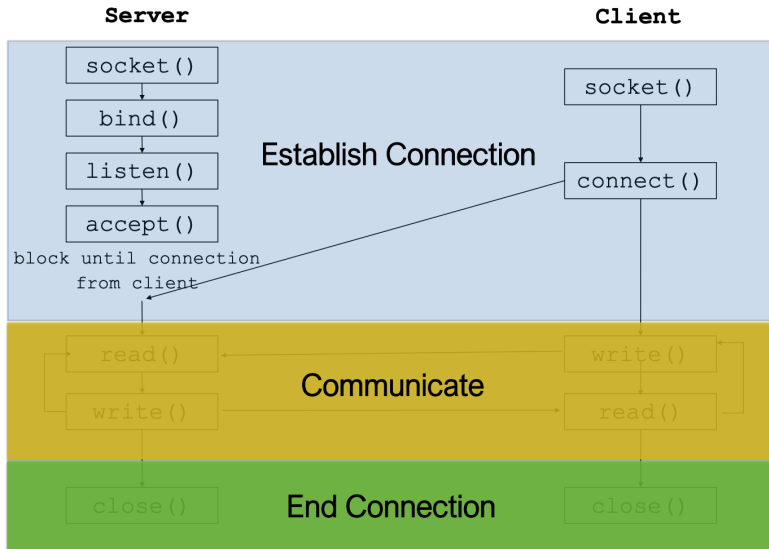 Server
Client
socket()
bind()
listen()
accept()
block until connection
from client
socket()
connect()
Establish Connection
read()
write()
write()
read()
Communicate
close()
close()
End Connection